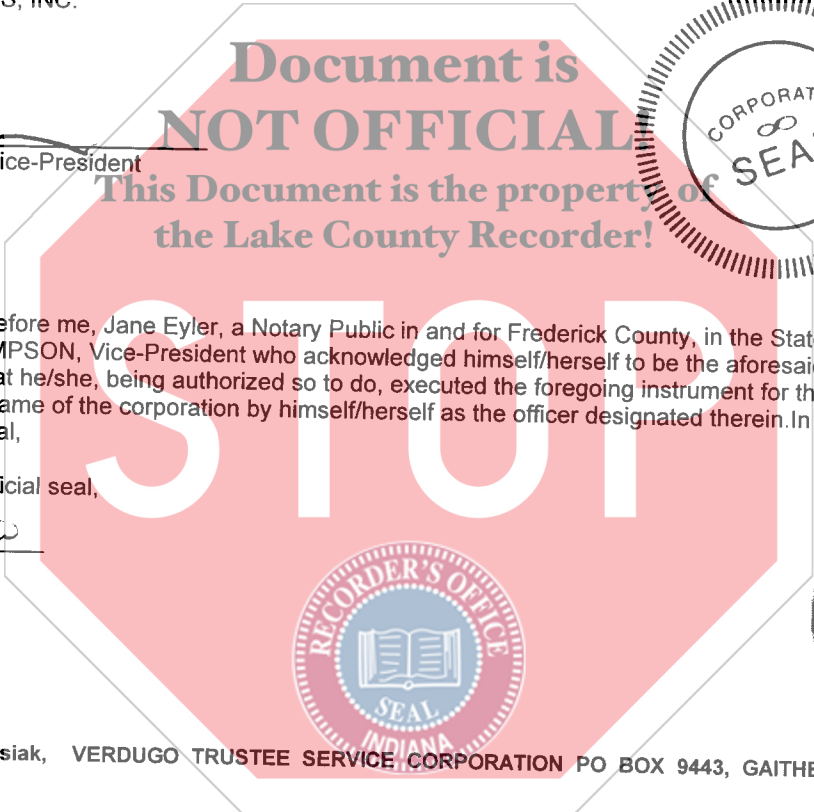 S, INC.
Document is
NOT OFFICIAL!
ice-President
This Document is the property of
the Lake County Recorder!
CORPORAT
SEA
efore me, Jane Eyler, a Notary Public in and for Frederick County, in the Stat
MPSON, Vice-President who acknowledged himself/herself to be the aforesai
at he/she, being authorized so to do, executed the foregoing instrument for th
ame of the corporation by himself/herself as the officer designated therein.In
al,
icial seal,
STOP
RECORDER'S OFFICE
SEAL
INDIANA
siak, VERDUGO TRUSTEE SERVICE CORPORATION PO BOX 9443, GAITHE